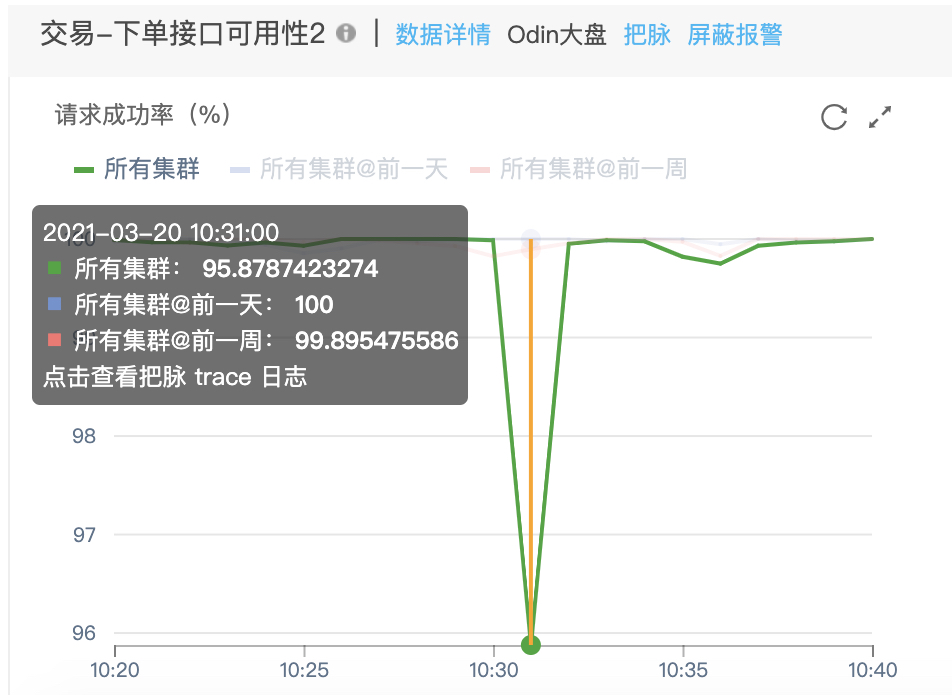 交易-下单接口可用性2 | 数据详情 Odin大盘 把脉 屏蔽报警
请求成功率（%）
所有集群 所有集群@前一天 所有集群@前一周
2021-03-20 10:31:00
所有集群： 95.8787423274
所有集群@前一天： 100
所有集群@前一周： 99.895475586
点击查看把脉 trace 日志
98
97
96
10:20 10:25 10:30 10:35 10:40